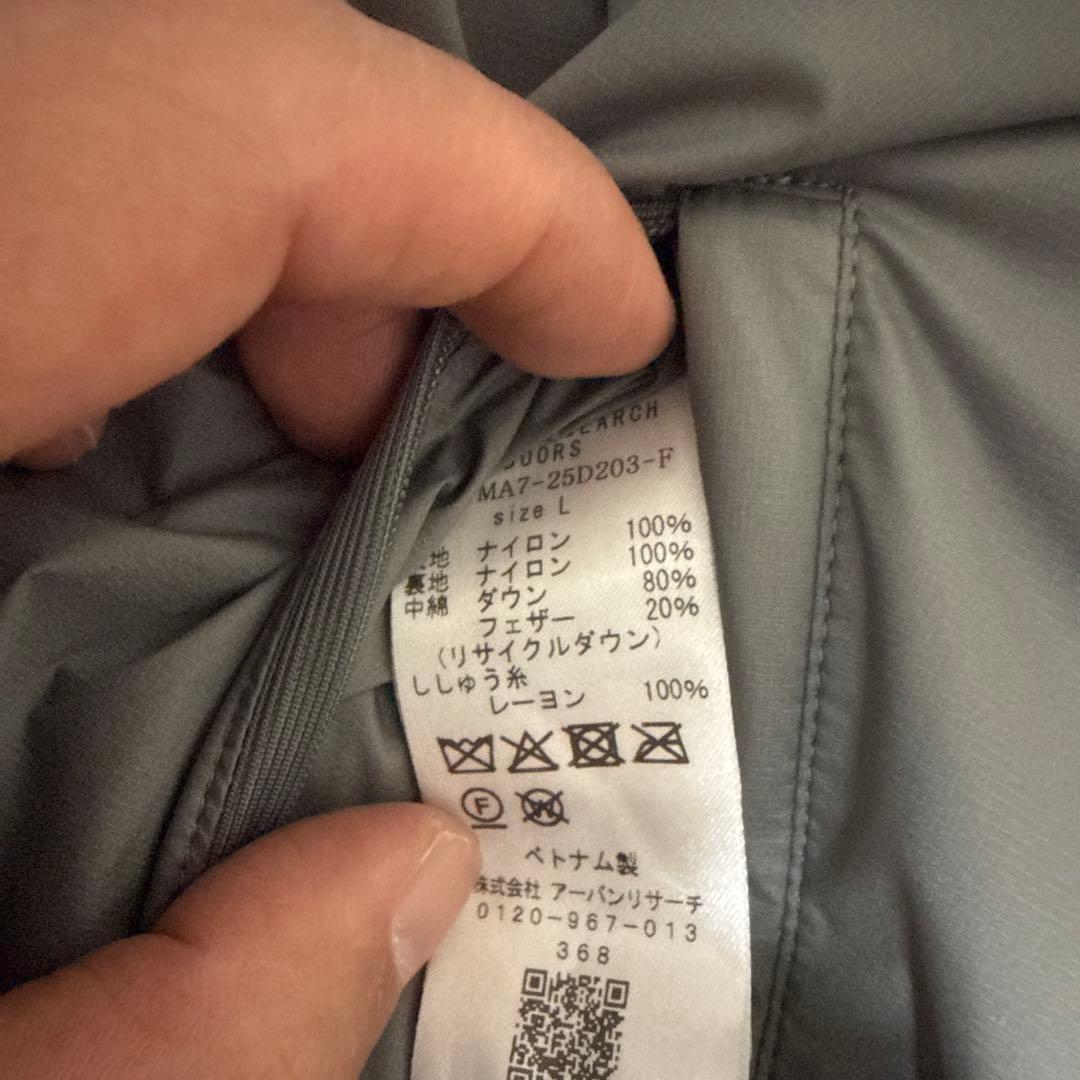 SEARCH
DOORS
MA7-25D203-F
size L
地 ナイロン 100%
裏地 ナイロン 100%
中綿 ダウン 80%
フェザー 20%
(リサイクルダウン)
ししゅう糸
レーヨン 100%
F W
ベトナム製
株式会社 アーバンリサーチ
0120-967-013
368